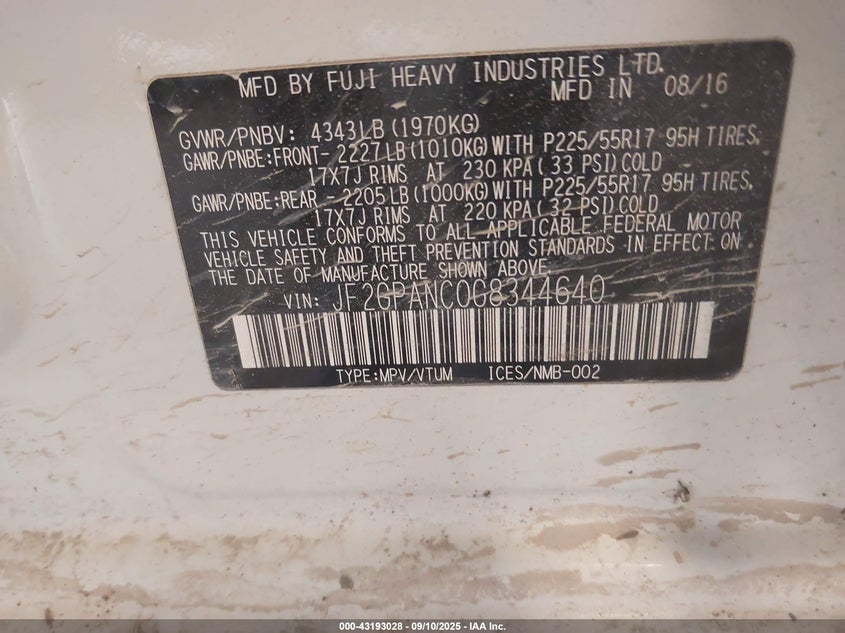 MFD BY FUJI HEAVY INDUSTRIES LTD.
MFD IN 08/16
GVWR/PNBV: 4343LB(1970KG)
GAWR/PNBE:FRONT- 2227LB(1010KG)WITH P225/55R17 95H TIRES,
17X7J RIMS AT 230 KPA( 33 PSI)COLD
GAWR/PNBE:REAR - 2205LB(1000KG)WITH P225/55R17 95H TIRES,
17X7J RIMS AT 220 KPA( 32 PSI)COLD
THIS VEHICLE CONFORMS TO ALL APPLICABLE FEDERAL MOTOR
VEHICLE SAFETY AND THEFT PREVENTION STANDARDS IN EFFECT ON
THE DATE OF MANUFACTURE SHOWN ABOVE.
VIN: JF2GPANC0G8344640
TYPE:MPV/VTUM ICES/NMB-002
000-43193028 - 09/10/2025 - IAA Inc.